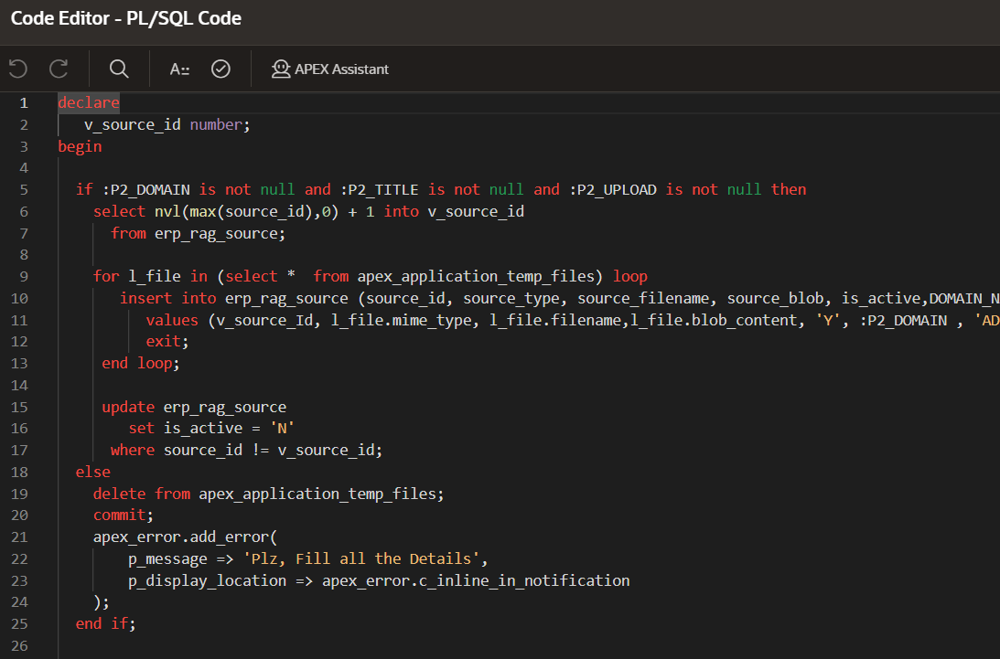 Code Editor - PL/SQL Code
A:: APEX Assistant
1 declare
2 v_source_id number;
3 begin
4
5 if :P2_DOMAIN is not null and :P2_TITLE is not null and :P2_UPLOAD is not null then
6 select nvl(max(source_id),0) + 1 into v_source_id
7 from erp_rag_source;
8
9 for l_file in (select *  from apex_application_temp_files) loop
10 insert into erp_rag_source (source_id, source_type, source_filename, source_blob, is_active,DOMAIN_N
11 values (v_source_Id, l_file.mime_type, l_file.filename,l_file.blob_content, 'Y', :P2_DOMAIN , 'AD
12 exit;
13 end loop;
14
15 update erp_rag_source
16 set is_active = 'N'
17 where source_id != v_source_id;
18 else
19 delete from apex_application_temp_files;
20 commit;
21 apex_error.add_error(
22 p_message => 'Plz, Fill all the Details',
23 p_display_location => apex_error.c_inline_in_notification
24 );
25 end if;
26